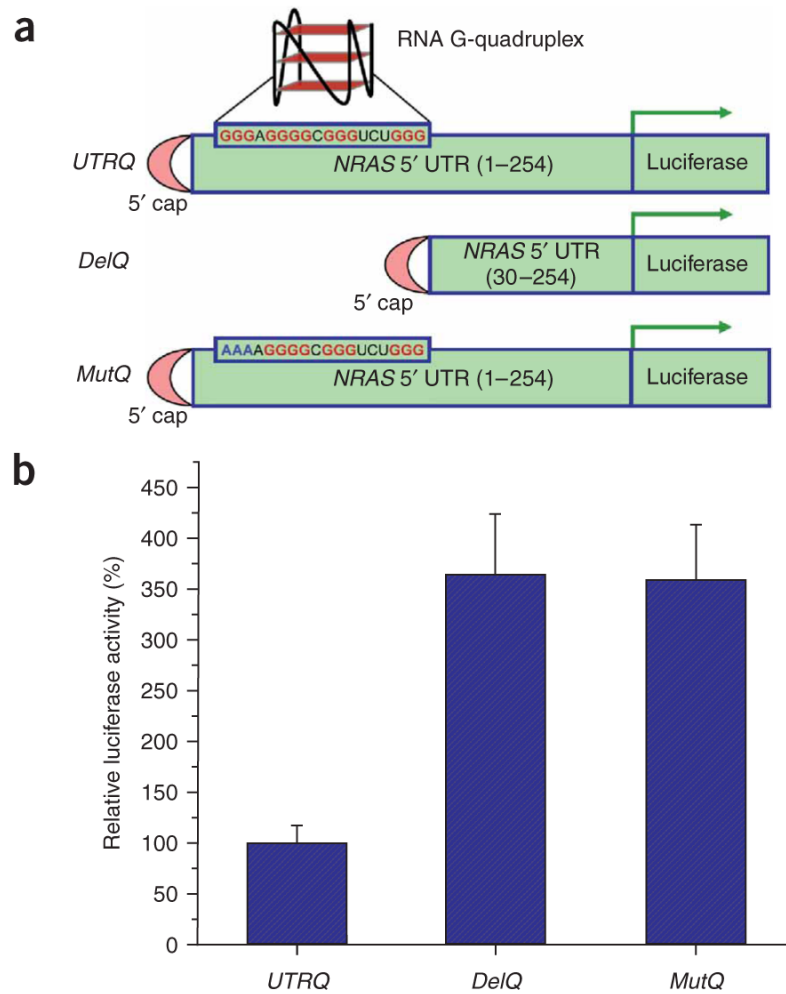 a
RNA G-quadruplex
GGGAGGGGCGGGUCUGGG
UTRQ
NRAS 5′ UTR (1–254)
Luciferase
5′ cap
DelQ
NRAS 5′ UTR
(30–254)
Luciferase
5′ cap
AAAAGGGGCGGGUCUGGG
MutQ
NRAS 5′ UTR (1–254)
Luciferase
5′ cap
b
Relative luciferase activity (%)
450
400
350
300
250
200
150
100
50
0
UTRQ
DelQ
MutQ